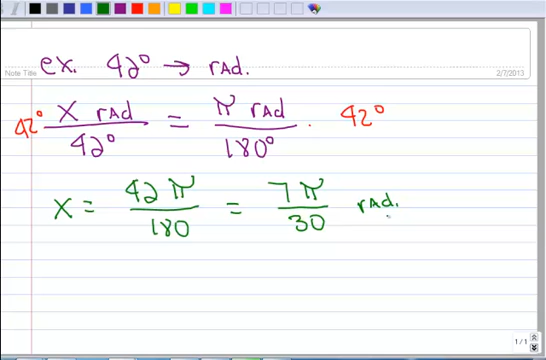 ex. 42° → rad.
Note Title
2/7/2013
42° x rad / 42° = π rad / 180° · 42°
x = 42π / 180 = 7π / 30 rad.
1/1